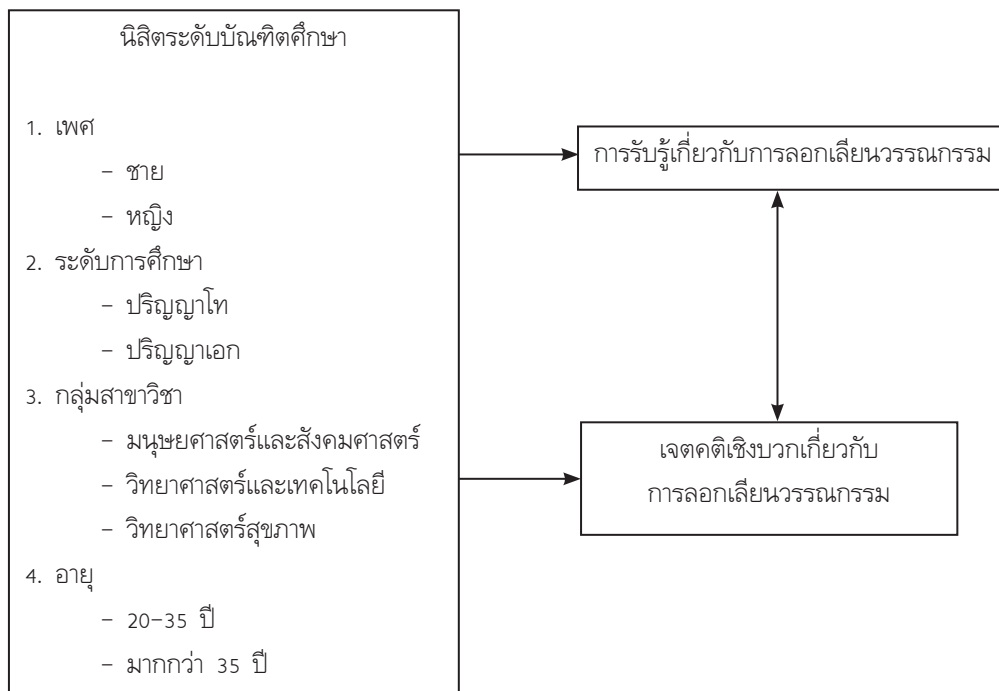 นิสิตระดับบัณฑิตศึกษา
1. เพศ
– ชาย
– หญิง
2. ระดับการศึกษา
– ปริญญาโท
– ปริญญาเอก
3. กลุ่มสาขาวิชา
– มนุษยศาสตร์และสังคมศาสตร์
– วิทยาศาสตร์และเทคโนโลยี
– วิทยาศาสตร์สุขภาพ
4. อายุ
– 20–35 ปี
– มากกว่า 35 ปี
การรับรู้เกี่ยวกับการลอกเลียนวรรณกรรม
เจตคติเชิงบวกเกี่ยวกับ
การลอกเลียนวรรณกรรม